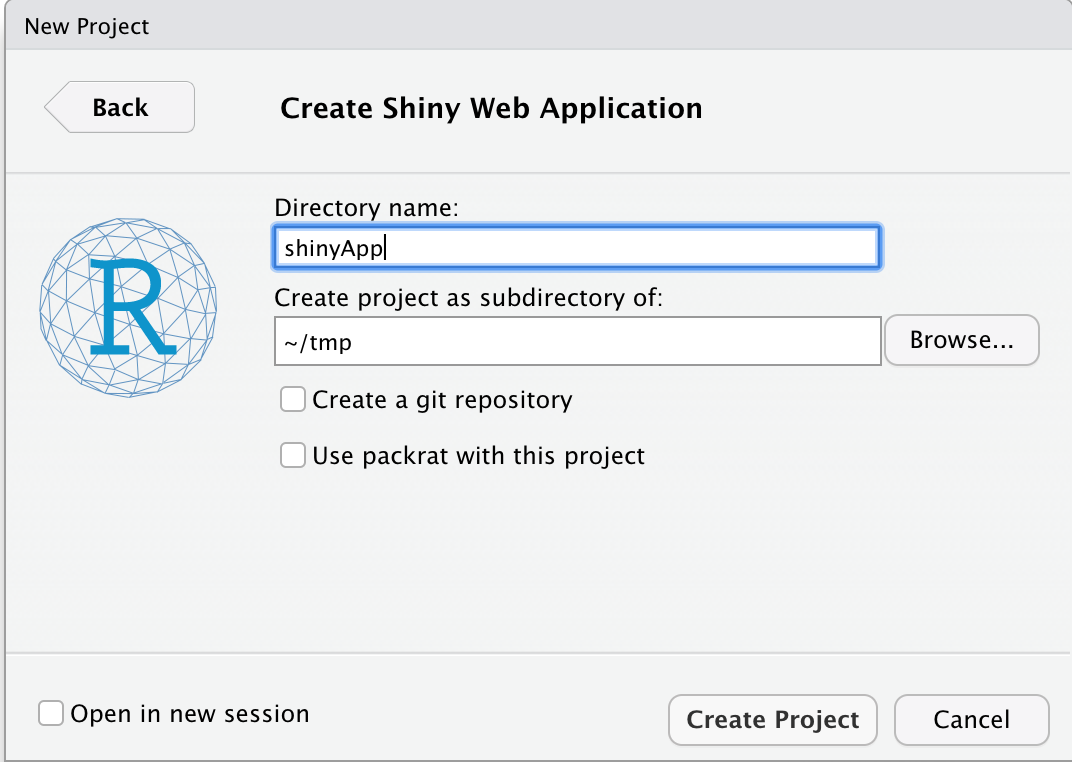 New Project
Back
Create Shiny Web Application
Directory name:
shinyApp
Create project as subdirectory of:
~/tmp
Browse...
R
Create a git repository
Use packrat with this project
Open in new session
Create Project
Cancel